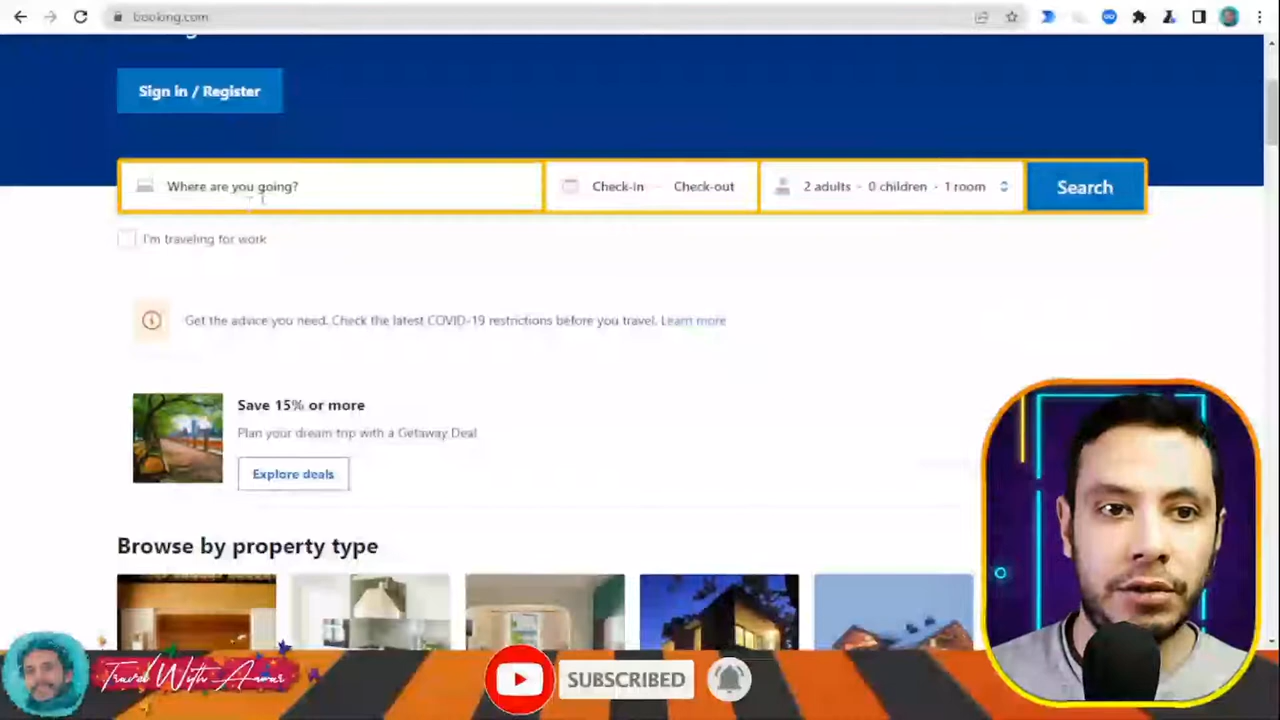 booking.com
Sign in / Register
Where are you going?
Check-in — Check-out
2 adults · 0 children · 1 room
Search
I'm traveling for work
Get the advice you need. Check the latest COVID-19 restrictions before you travel. Learn more
Save 15% or more
Plan your dream trip with a Getaway Deal
Explore deals
Browse by property type
Travel With Anwar
SUBSCRIBED